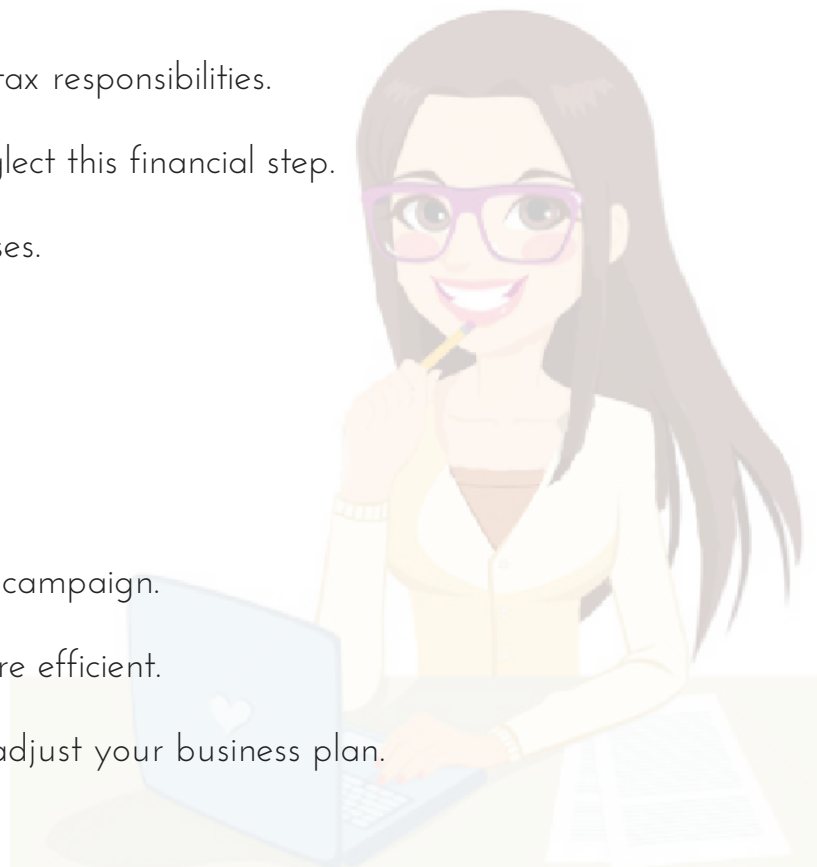 tax responsibilities.
glect this financial step.
ses.
campaign.
re efficient.
adjust your business plan.